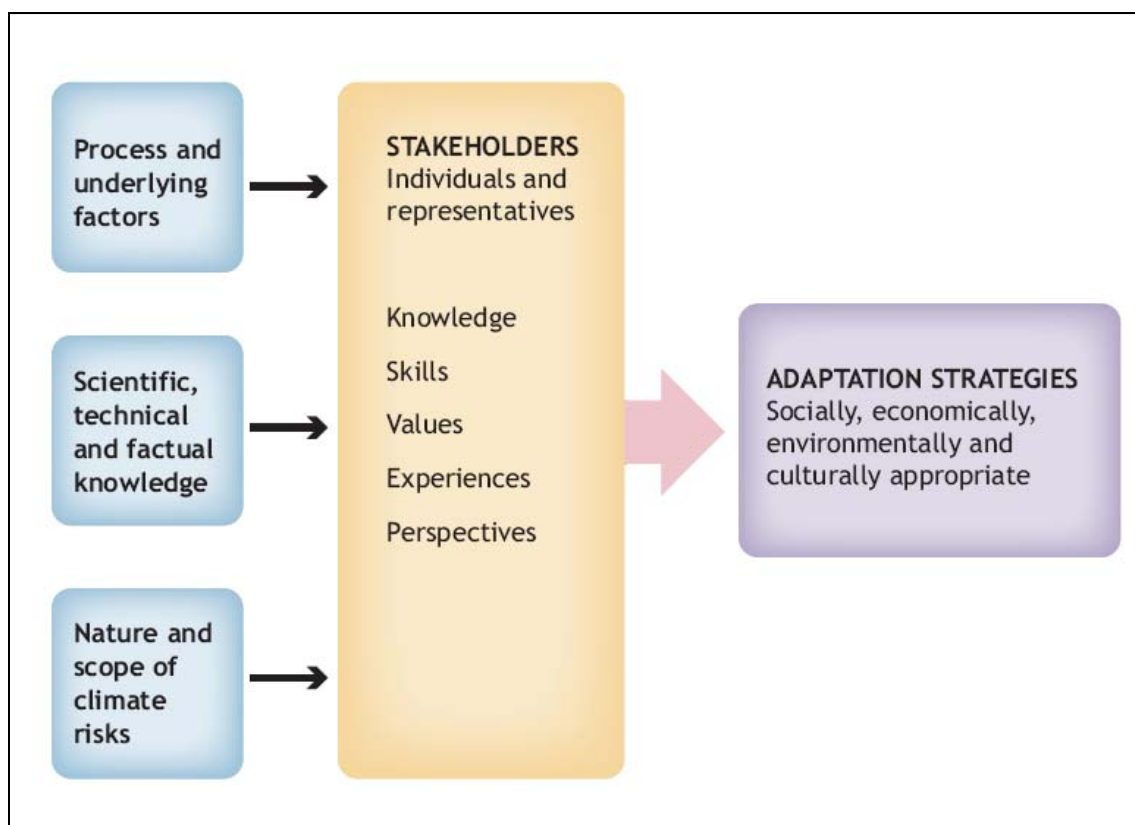 Process and
underlying
factors
Scientific,
technical
and factual
knowledge
Nature and
scope of
climate
risks
STAKEHOLDERS
Individuals and
representatives
Knowledge
Skills
Values
Experiences
Perspectives
ADAPTATION STRATEGIES
Socially, economically,
environmentally and
culturally appropriate